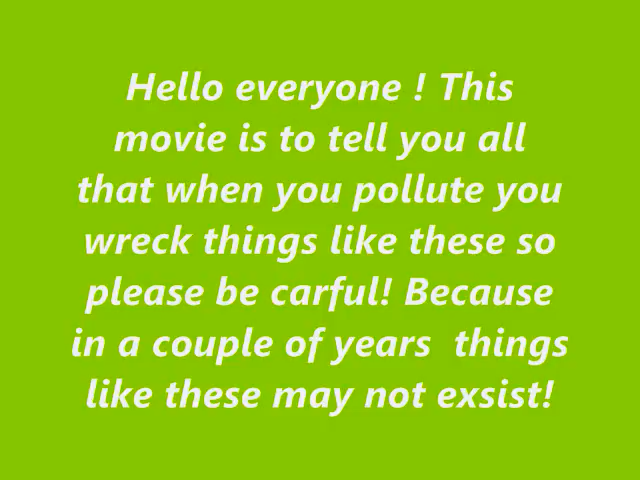 Hello everyone ! This
movie is to tell you all
that when you pollute you
wreck things like these so
please be carful! Because
in a couple of years  things
like these may not exsist!